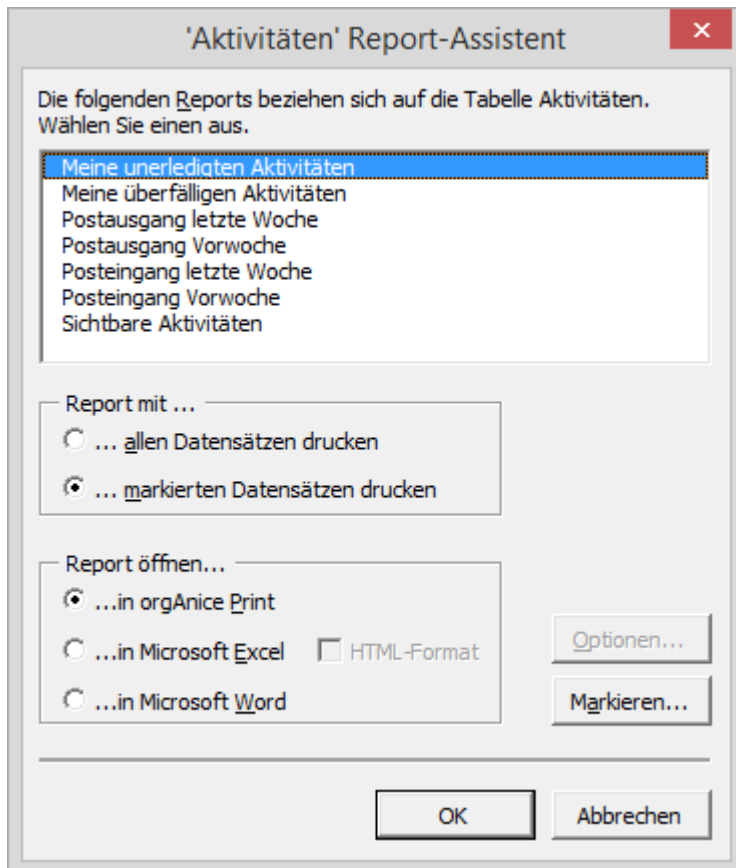 'Aktivitäten' Report-Assistent
Die folgenden Reports beziehen sich auf die Tabelle Aktivitäten.
Wählen Sie einen aus.
Meine unerledigten Aktivitäten
Meine überfälligen Aktivitäten
Postausgang letzte Woche
Postausgang Vorwoche
Posteingang letzte Woche
Posteingang Vorwoche
Sichtbare Aktivitäten
Report mit ...
... allen Datensätzen drucken
... markierten Datensätzen drucken
Report öffnen...
...in orgAnice Print
...in Microsoft Excel HTML-Format
...in Microsoft Word
Optionen...
Markieren...
OK Abbrechen